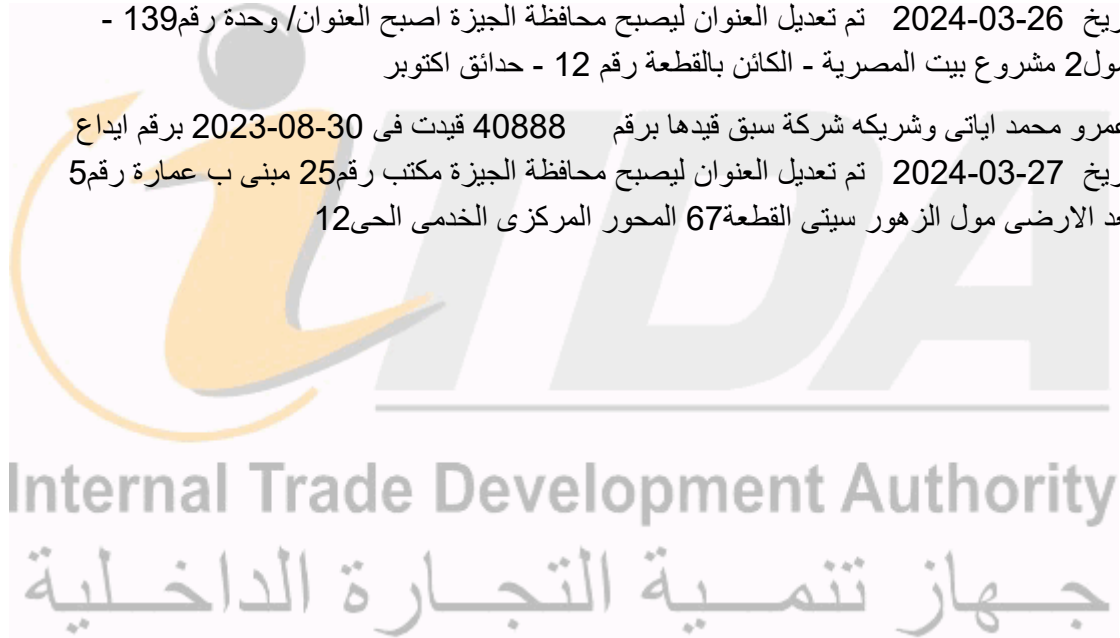 ريخ 26-03-2024 تم تعديل العنوان ليصبح محافظة الجيزة اصبح العنوان/ وحدة رقم139 -
مول2 مشروع بيت المصرية - الكائن بالقطعة رقم 12 - حدائق اكتوبر
عمرو محمد اياتى وشريكه شركة سبق قيدها برقم 40888 قيدت فى 30-08-2023 برقم ايداع
ريخ 27-03-2024 تم تعديل العنوان ليصبح محافظة الجيزة مكتب رقم25 مبنى ب عمارة رقم5
الارضى مول الزهور سيتى القطعة67 المحور المركزى الخدمى الحى12
iTDA
Internal Trade Development Authority
جهاز تنمية التجارة الداخلية